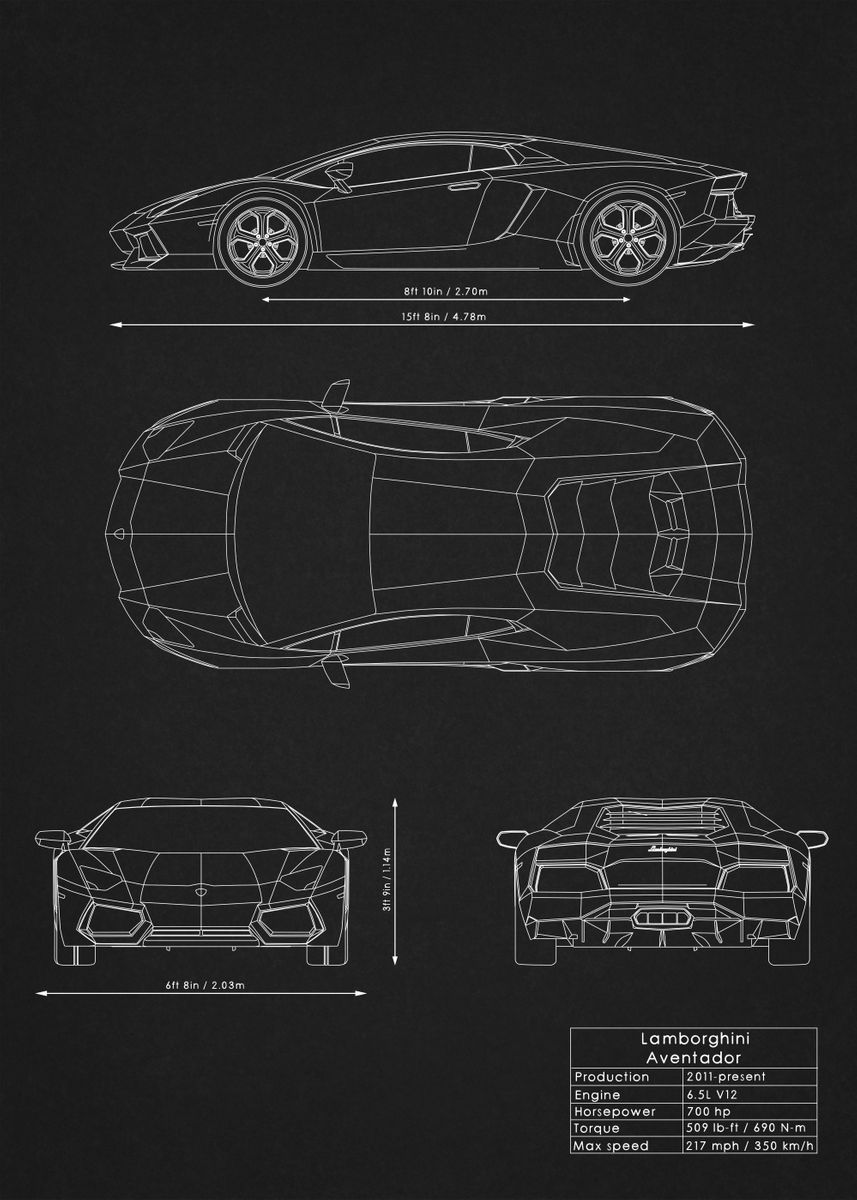 8ft 10in / 2.70m
15ft 8in / 4.78m
3ft 9in / 1.14m
Lamborghini
6ft 8in / 2.03m
Lamborghini
Aventador
Production 2011-present
Engine 6.5L V12
Horsepower 700 hp
Torque 509 lb-ft / 690 N-m
Max speed 217 mph / 350 km/h